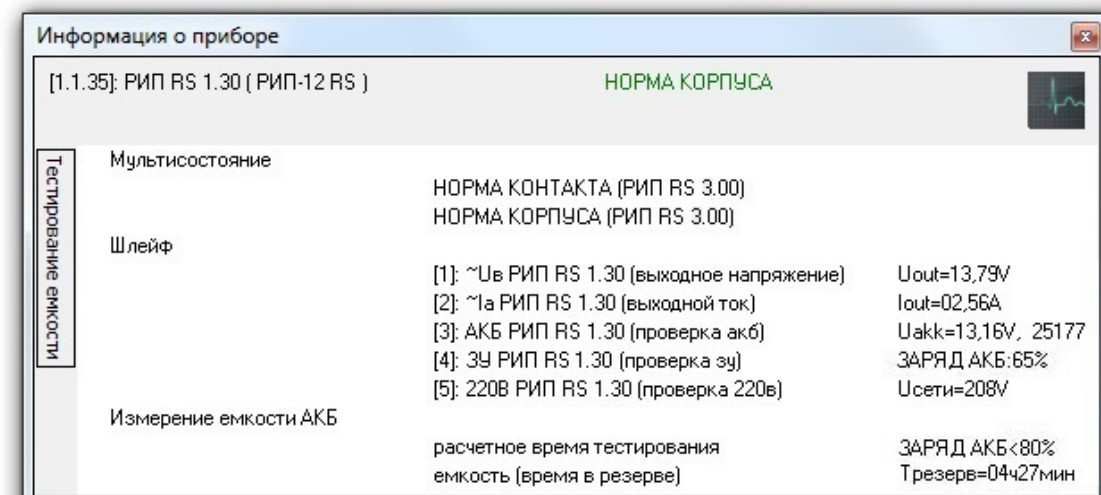 Информация о приборе
[1.1.35]: РИП RS 1.30 ( РИП-12 RS ) НОРМА КОРПУСА
Тестирование емкости
Мультисостояние
НОРМА КОНТАКТА (РИП RS 3.00)
НОРМА КОРПУСА (РИП RS 3.00)
Шлейф
[1]: ~Uв РИП RS 1.30 (выходное напряжение) Uout=13,79V
[2]: ~Iа РИП RS 1.30 (выходной ток) Iout=02,56A
[3]: АКБ РИП RS 1.30 (проверка акб) Uakk=13,16V, 25177
[4]: ЗУ РИП RS 1.30 (проверка зу) ЗАРЯД АКБ:65%
[5]: 220В РИП RS 1.30 (проверка 220в) Uсети=208V
Измерение емкости АКБ
расчетное время тестирования ЗАРЯД АКБ<80%
емкость (время в резерве) Tрезерв=04ч27мин